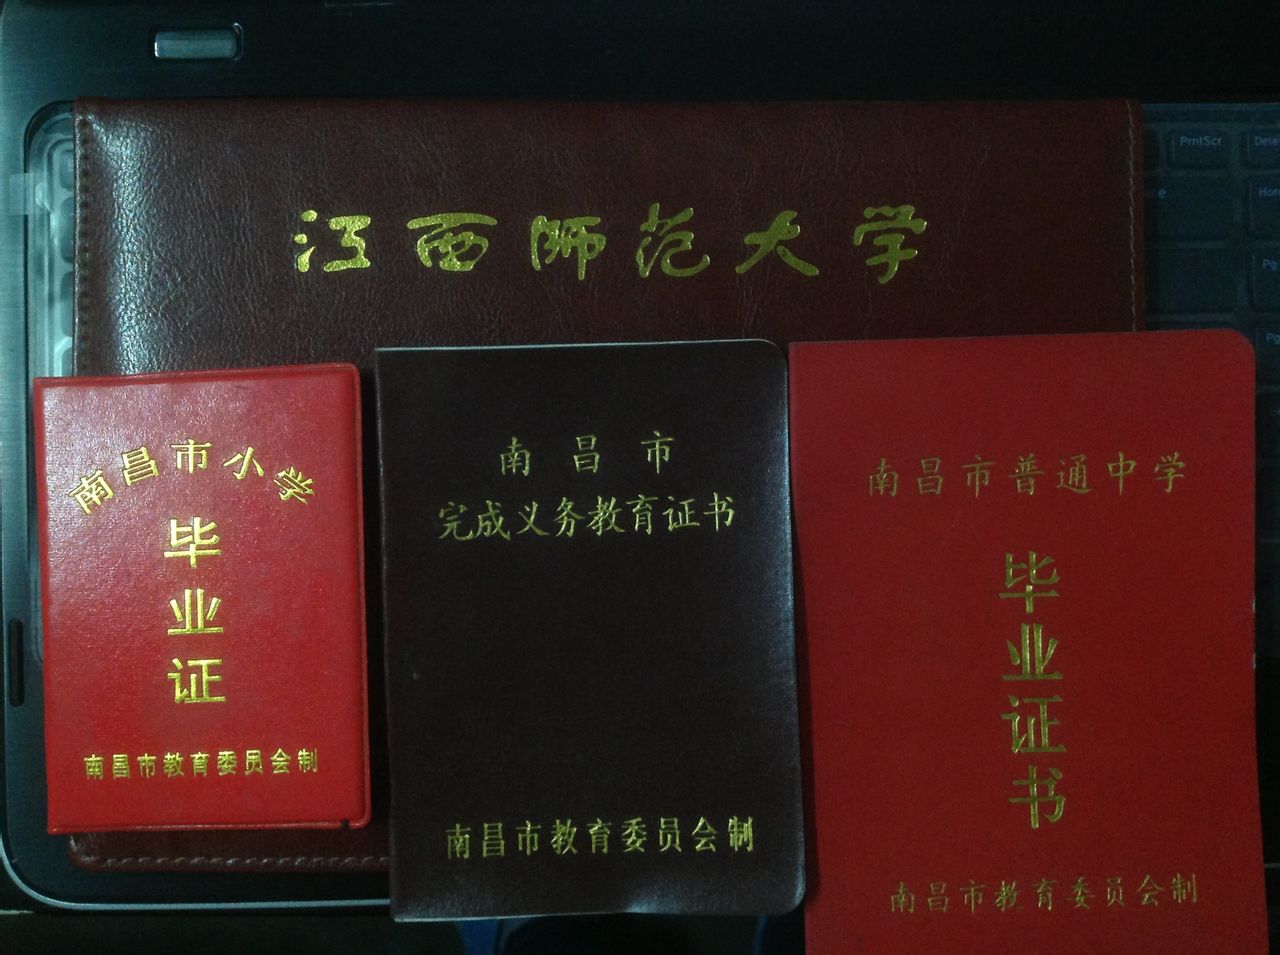 PrntScr
Dele
e
Hom
Pg
Pg
江西师范大学
南昌市小学
毕
业
证
南昌市教育委员会制
南昌市
完成义务教育证书
南昌市教育委员会制
南昌市普通中学
毕
业
证
书
南昌市教育委员会制